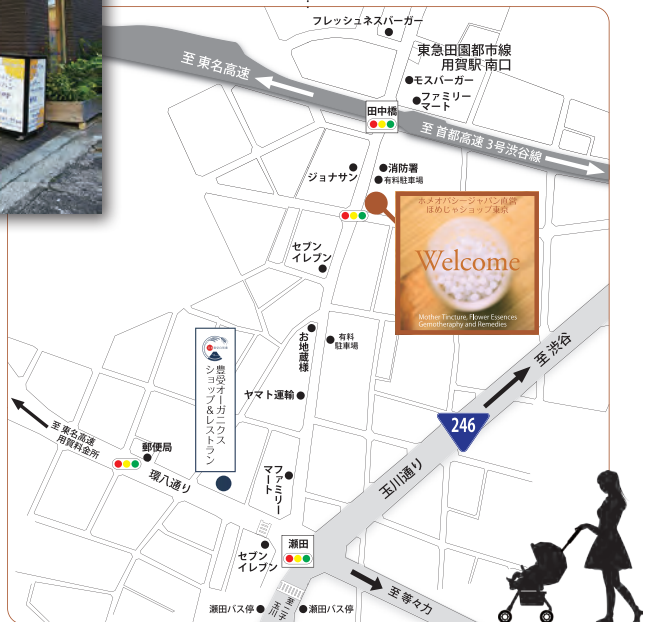 フレッシュネスバーガー
東急田園都市線
用賀駅 南口
至 東名高速
モスバーガー
ファミリー
マート
田中橋
至 首都高速 3号渋谷線
ジョナサン
消防署
有料駐車場
ホメオパシージャパン直営
ほめじゃショップ東京
Welcome
Mother Tincture, Flower Essences
Gemotheraphy and Remedies
セブン
イレブン
お地蔵様
有料
駐車場
至 渋谷
豊受オーガニクス
ショップ&レストラン
ヤマト運輸
246
至 東名高速
用賀料金所
郵便局
環八通り
ファミリー
マート
玉川通り
瀬田
セブン
イレブン
至 等々力
瀬田バス停
至二子
玉川
瀬田バス停